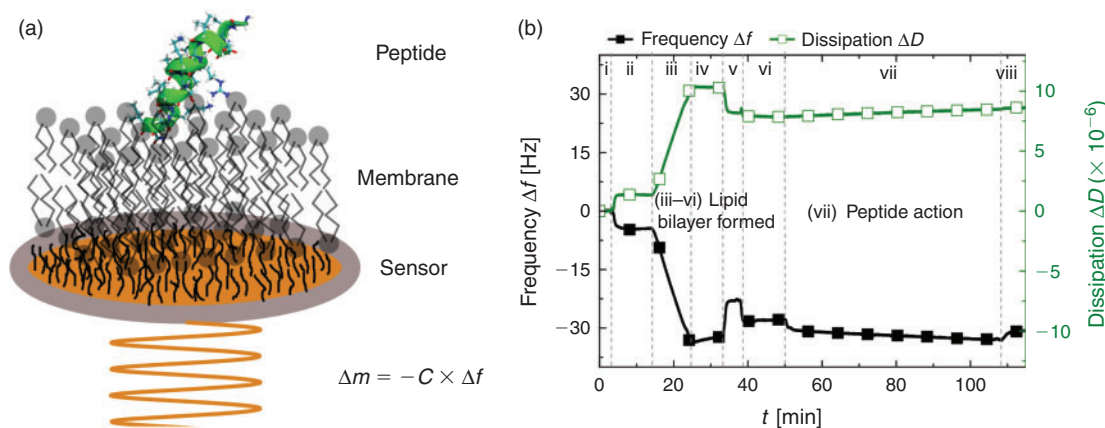 (a)
Peptide
Membrane
Sensor
Δm = −C × Δf
(b)
Frequency Δf
Dissipation ΔD
i ii iii iv v vi vii viii
30
15
0
−15
−30
Frequency Δf [Hz]
(iii–vi) Lipid
bilayer formed
(vii) Peptide action
10
5
0
−5
−10
Dissipation ΔD (× 10⁻⁶)
0 20 40 60 80 100
t [min]